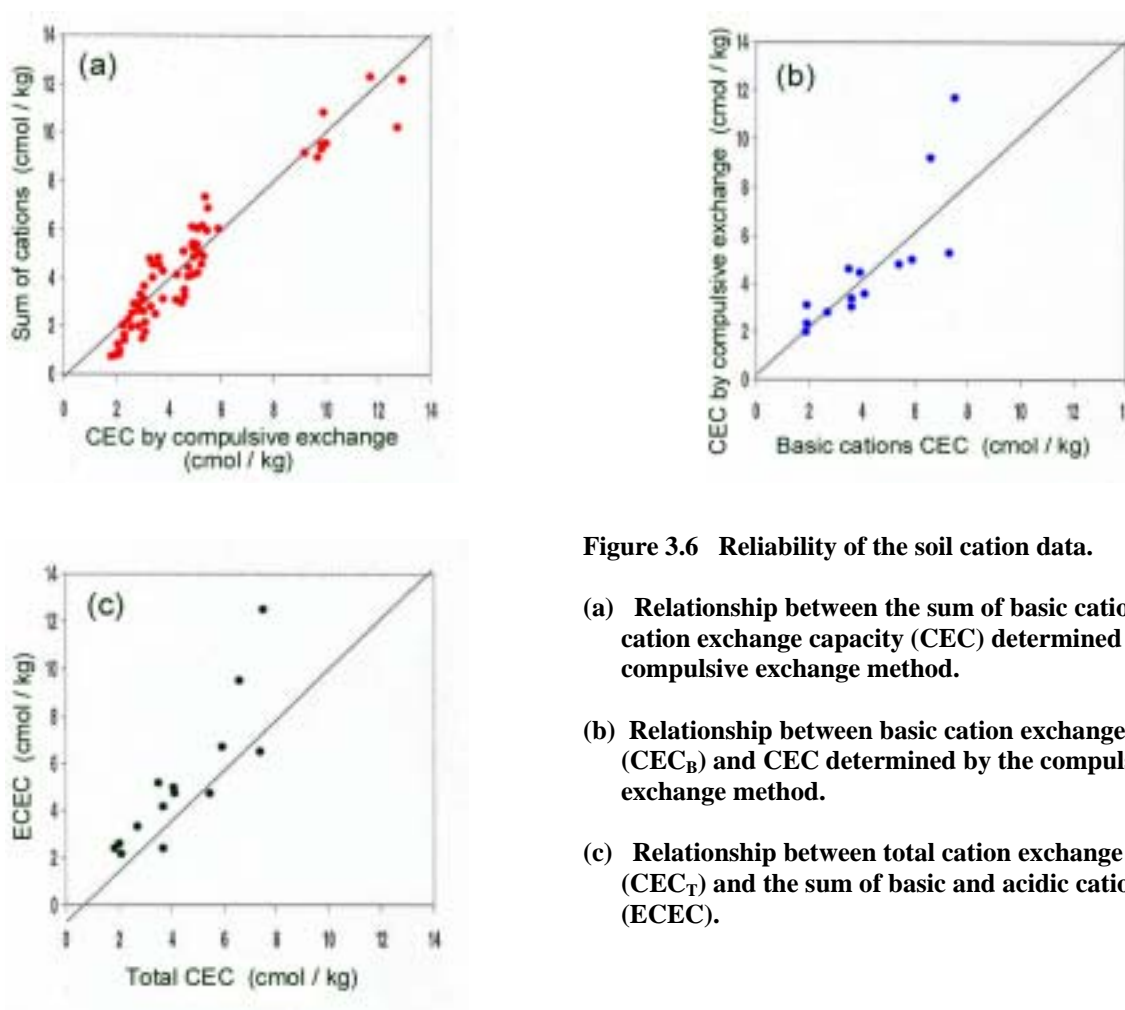 (a)
Sum of cations (cmol / kg)
14
12
10
8
6
4
2
0
0 2 4 6 8 10 12 14
CEC by compulsive exchange
(cmol / kg)
(b)
CEC by compulsive exchange (cmol / kg)
14
12
10
8
6
4
2
0
0 2 4 6 8 10 12
Basic cations CEC (cmol / kg)
(c)
ECEC (cmol / kg)
14
12
10
8
6
4
2
0
0 2 4 6 8 10 12 14
Total CEC (cmol / kg)
Figure 3.6 Reliability of the soil cation data.
(a) Relationship between the sum of basic catio
cation exchange capacity (CEC) determined
compulsive exchange method.
(b) Relationship between basic cation exchange
(CECB) and CEC determined by the compuls
exchange method.
(c) Relationship between total cation exchange
(CECT) and the sum of basic and acidic catio
(ECEC).